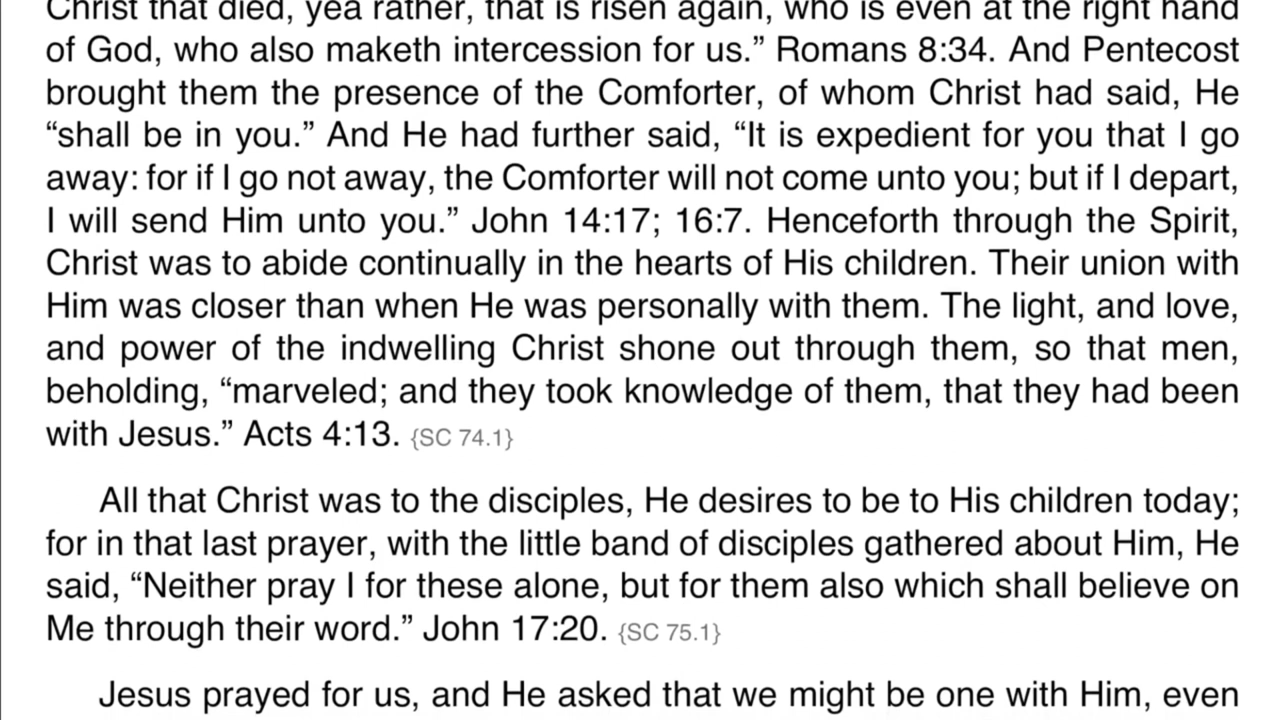 Christ that died, yea rather, that is risen again, who is even at the right hand
of God, who also maketh intercession for us.” Romans 8:34. And Pentecost
brought them the presence of the Comforter, of whom Christ had said, He
“shall be in you.” And He had further said, “It is expedient for you that I go
away: for if I go not away, the Comforter will not come unto you; but if I depart,
I will send Him unto you.” John 14:17; 16:7. Henceforth through the Spirit,
Christ was to abide continually in the hearts of His children. Their union with
Him was closer than when He was personally with them. The light, and love,
and power of the indwelling Christ shone out through them, so that men,
beholding, “marveled; and they took knowledge of them, that they had been
with Jesus.” Acts 4:13. {SC 74.1}
All that Christ was to the disciples, He desires to be to His children today;
for in that last prayer, with the little band of disciples gathered about Him, He
said, “Neither pray I for these alone, but for them also which shall believe on
Me through their word.” John 17:20. {SC 75.1}
Jesus prayed for us, and He asked that we might be one with Him, even